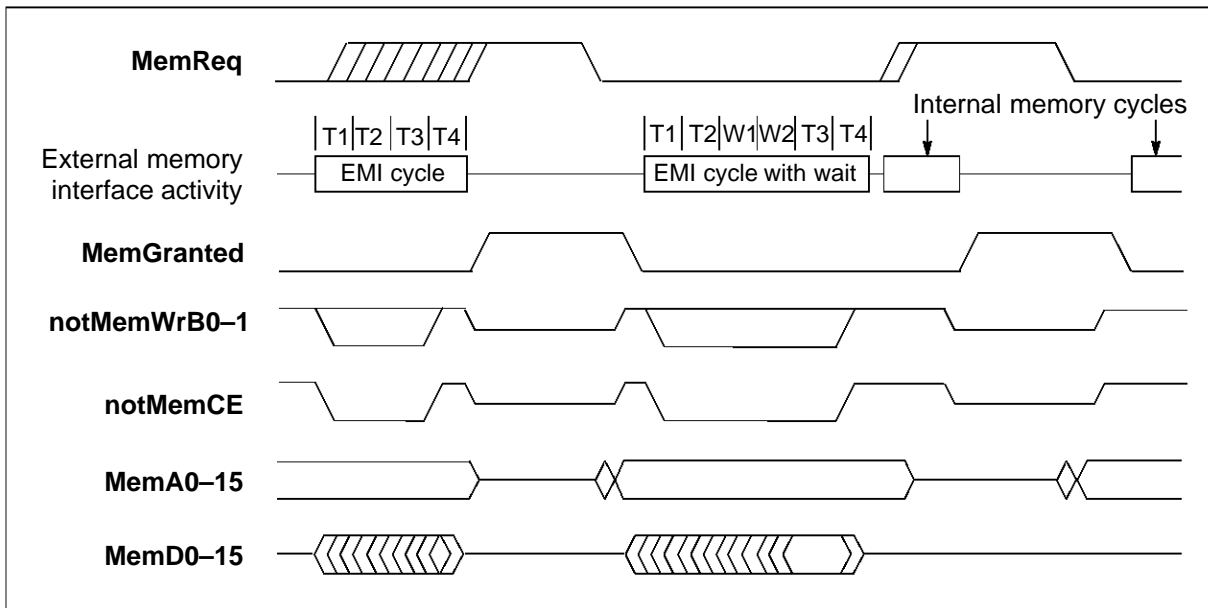 MemReq
Internal memory cycles
T1 T2 T3 T4
T1 T2 W1 W2 T3 T4
External memory
interface activity
EMI cycle
EMI cycle with wait
MemGranted
notMemWrB0–1
notMemCE
MemA0–15
MemD0–15